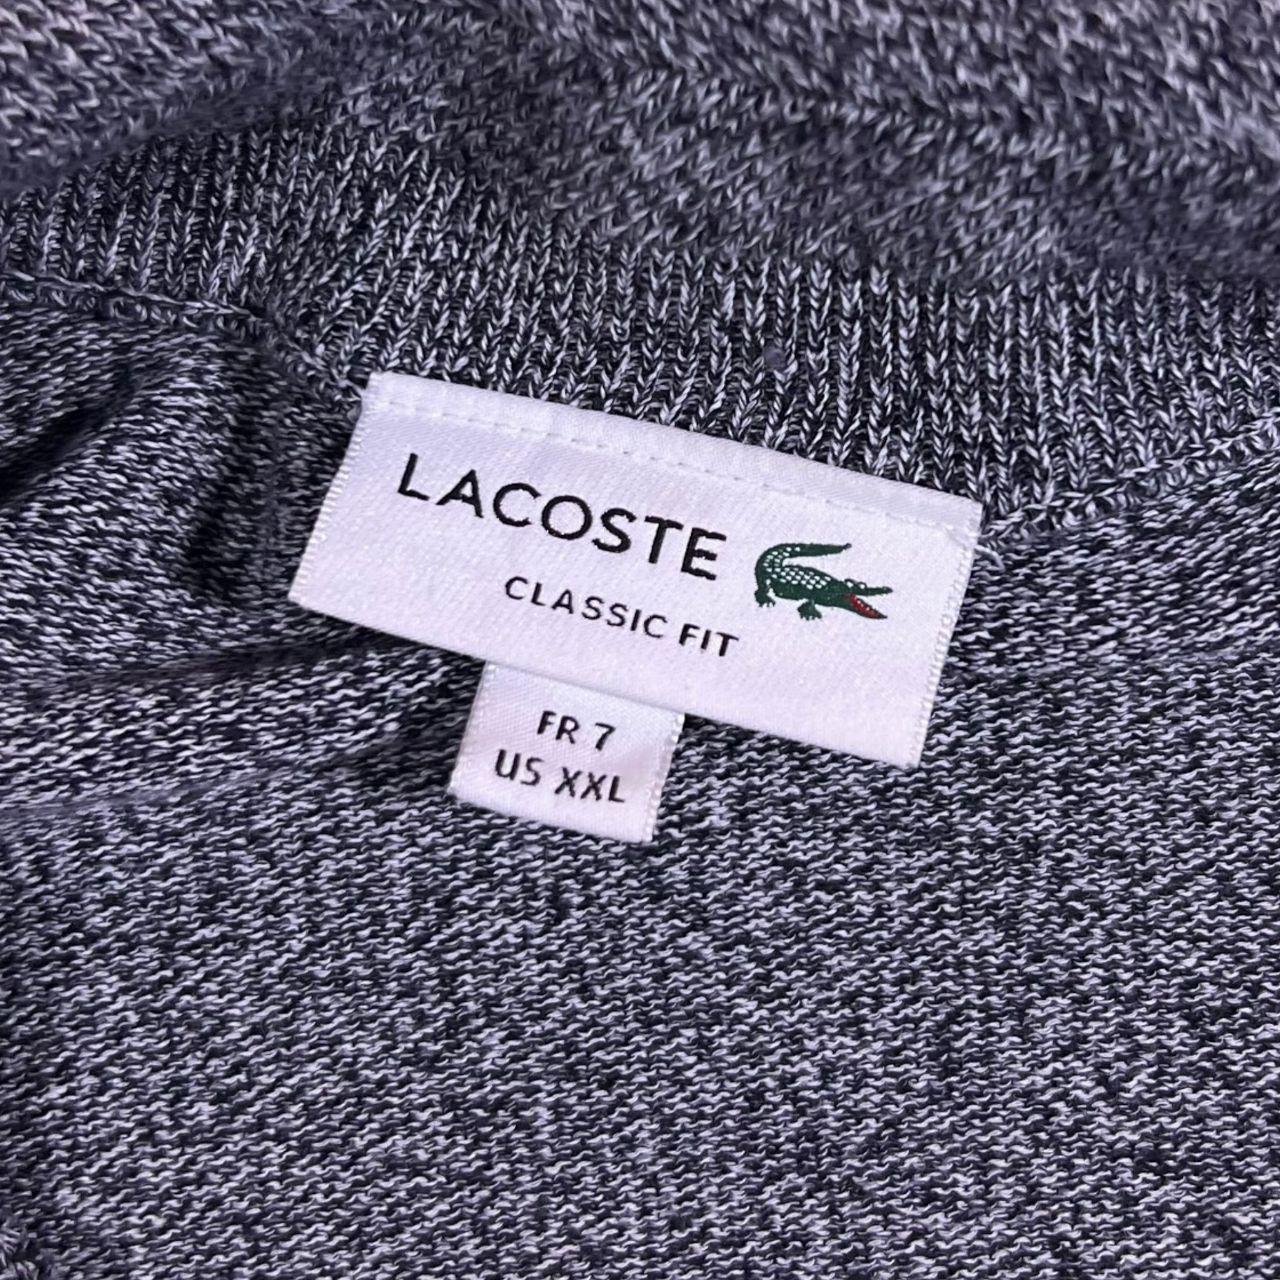 LACOSTE
CLASSIC FIT
FR 7
US XXL